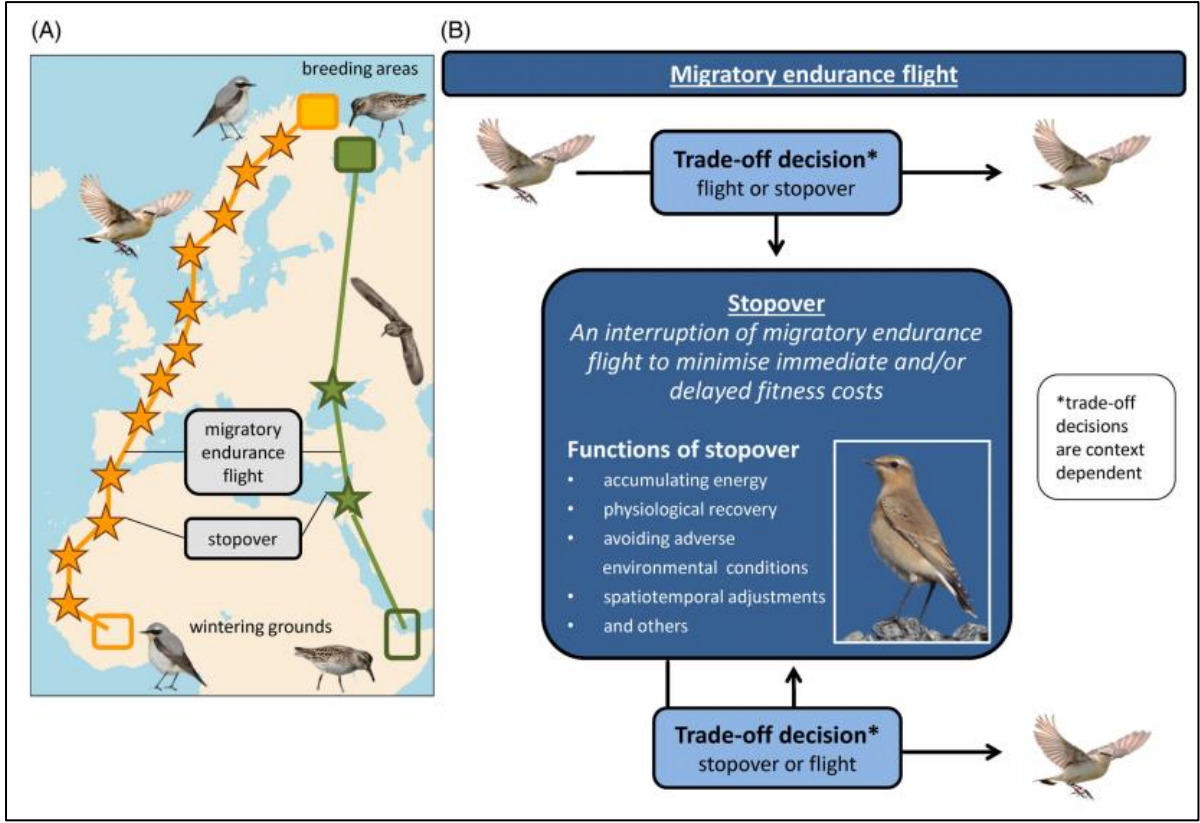 (A)
breeding areas
migratory
endurance
flight
stopover
wintering grounds
(B)
Migratory endurance flight
Trade-off decision*
flight or stopover
Stopover
An interruption of migratory endurance
flight to minimise immediate and/or
delayed fitness costs
Functions of stopover
• accumulating energy
• physiological recovery
• avoiding adverse
environmental conditions
• spatiotemporal adjustments
• and others
*trade-off
decisions
are context
dependent
Trade-off decision*
stopover or flight